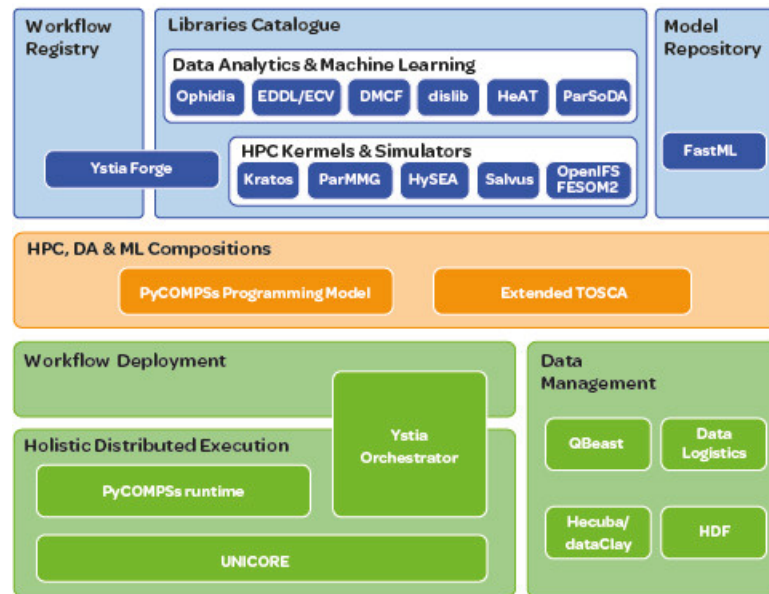 Workflow
Registry
Libraries Catalogue
Model
Repository
Data Analytics & Machine Learning
Ophidia
EDDL/ECV
DMCF
dislib
HeAT
ParSoDA
HPC Kernels & Simulators
Ystia Forge
Kratos
ParMMG
HySEA
Salvus
OpenIFS
FESOM2
FastML
HPC, DA & ML Compositions
PyCOMPSs Programming Model
Extended TOSCA
Workflow Deployment
Data
Management
Holistic Distributed Execution
Ystia
Orchestrator
QBeast
Data
Logistics
PyCOMPSs runtime
Hecuba/
dataClay
HDF
UNICORE